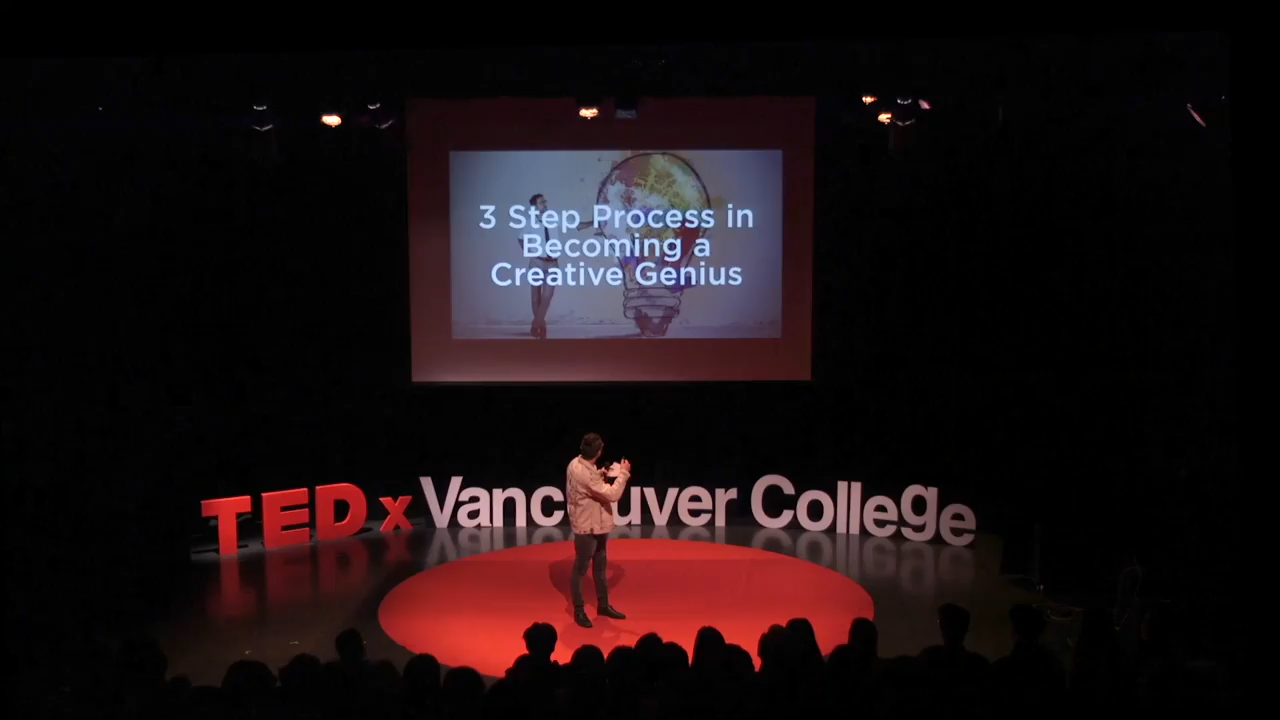 3 Step Process in
Becoming a
Creative Genius
TEDx Vancouver College